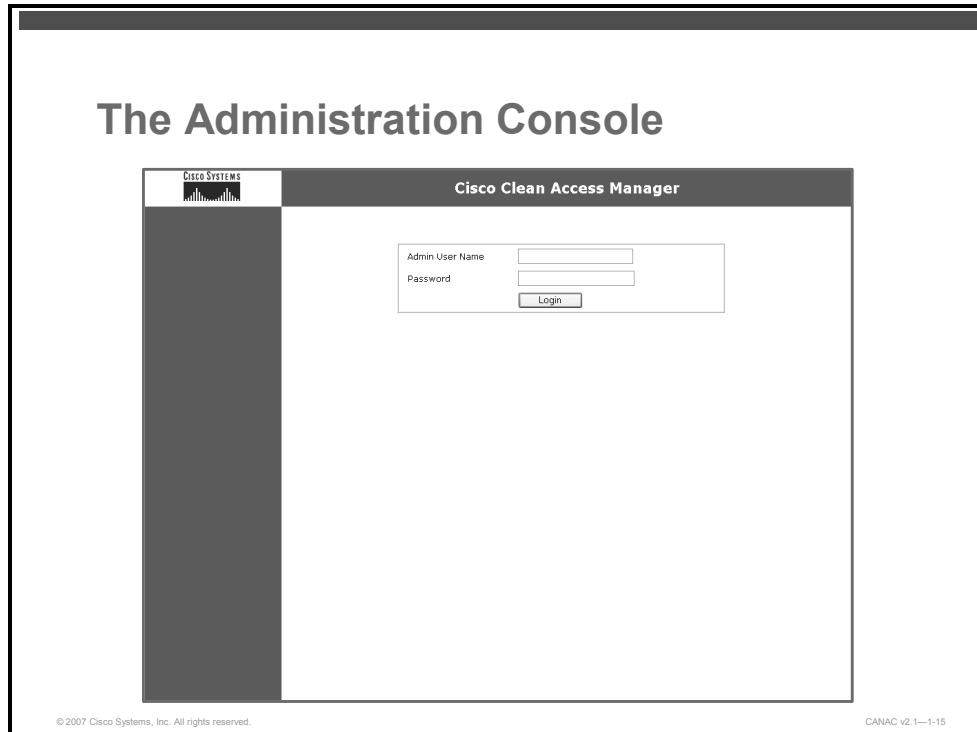 The Administration Console
CISCO SYSTEMS
Cisco Clean Access Manager
Admin User Name
Password
Login
© 2007 Cisco Systems, Inc. All rights reserved.
CANAC v2.1—1-15